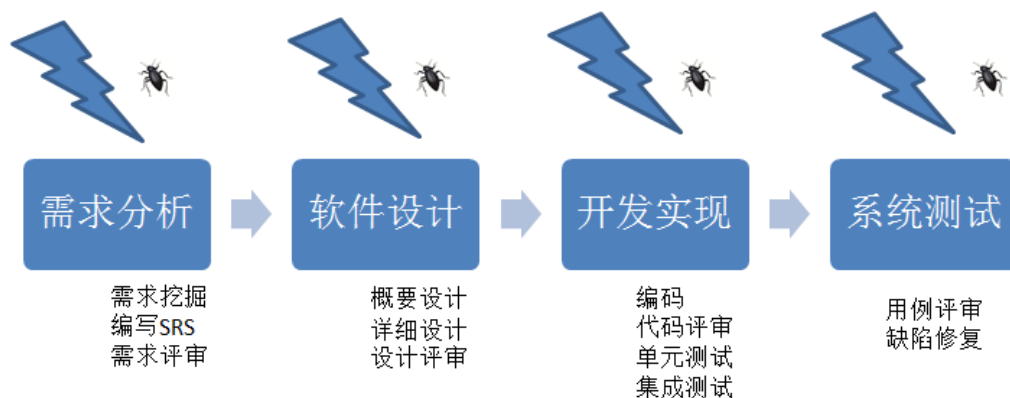 需求分析
软件设计
开发实现
系统测试
需求挖掘
编写SRS
需求评审
概要设计
详细设计
设计评审
编码
代码评审
单元测试
集成测试
用例评审
缺陷修复